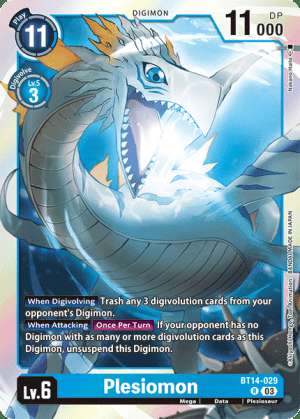 Play
11
DIGIMON
11000
DP
Digivolve
Lv.5
3
When Digivolving Trash any 3 digivolution cards from your
opponent's Digimon.
When Attacking Once Per Turn If your opponent has no
Digimon with as many or more digivolution cards as this
Digimon, unsuspend this Digimon.
BT14-029
R 03
Lv.6
Plesiomon
Mega
Data
Plesiosaur